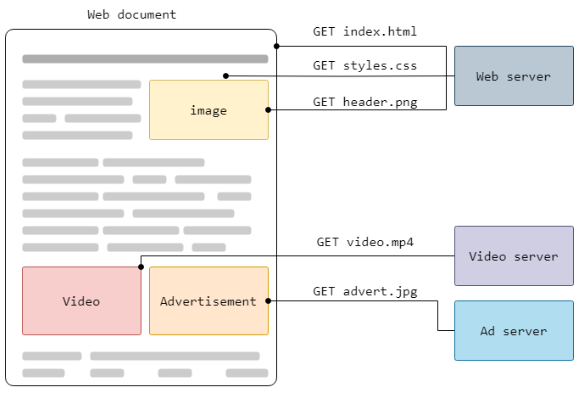 Web document
GET index.html
GET styles.css
Web server
GET header.png
image
GET video.mp4
Video server
GET advert.jpg
Video
Advertisement
Ad server